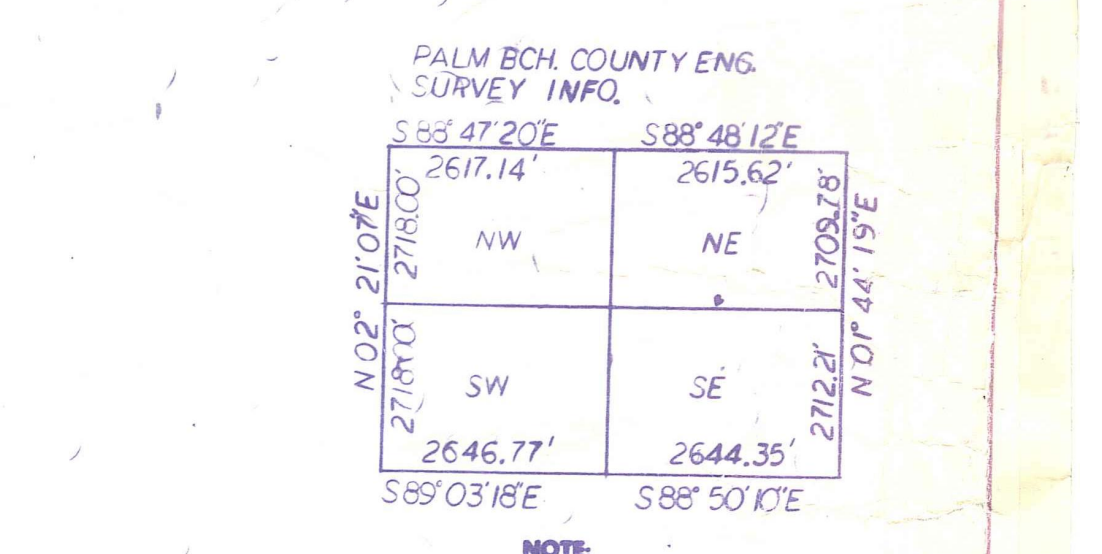 PALM BCH. COUNTY ENG.
SURVEY INFO.
S 88° 47' 20"E
S 88° 48' 12"E
2617.14'
2615.62'
N 02° 21' 07"E
2718.00'
NW
NE
2709.78'
N 01° 44' 19"E
2718.00'
SW
SE
2712.21'
2646.77'
2644.35'
S 89° 03' 18"E
S 88° 50' 10"E
NOTE: